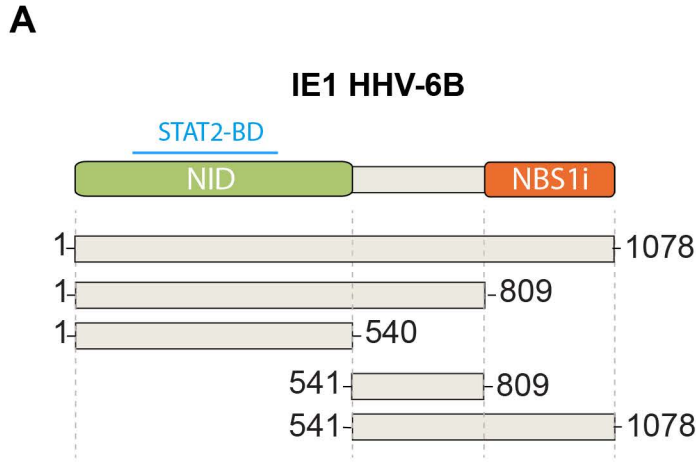 A
IE1 HHV-6B
STAT2-BD
NID NBS1i
1 1078
1 809
1 540
541 809
541 1078